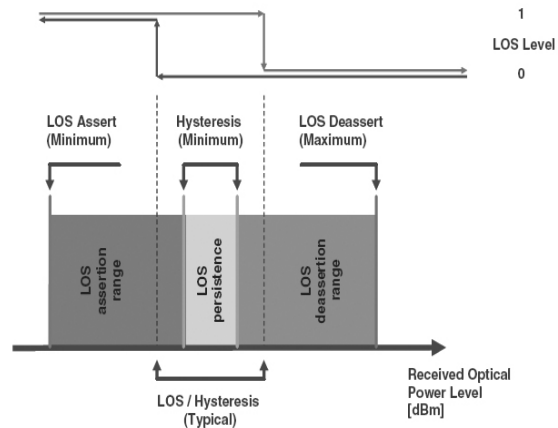 1
LOS Level
0
LOS Assert
(Minimum)
Hysteresis
(Minimum)
LOS Deassert
(Maximum)
LOS
assertion
range
LOS
persistence
LOS
deassertion
range
Received Optical
Power Level
[dBm]
LOS / Hysteresis
(Typical)